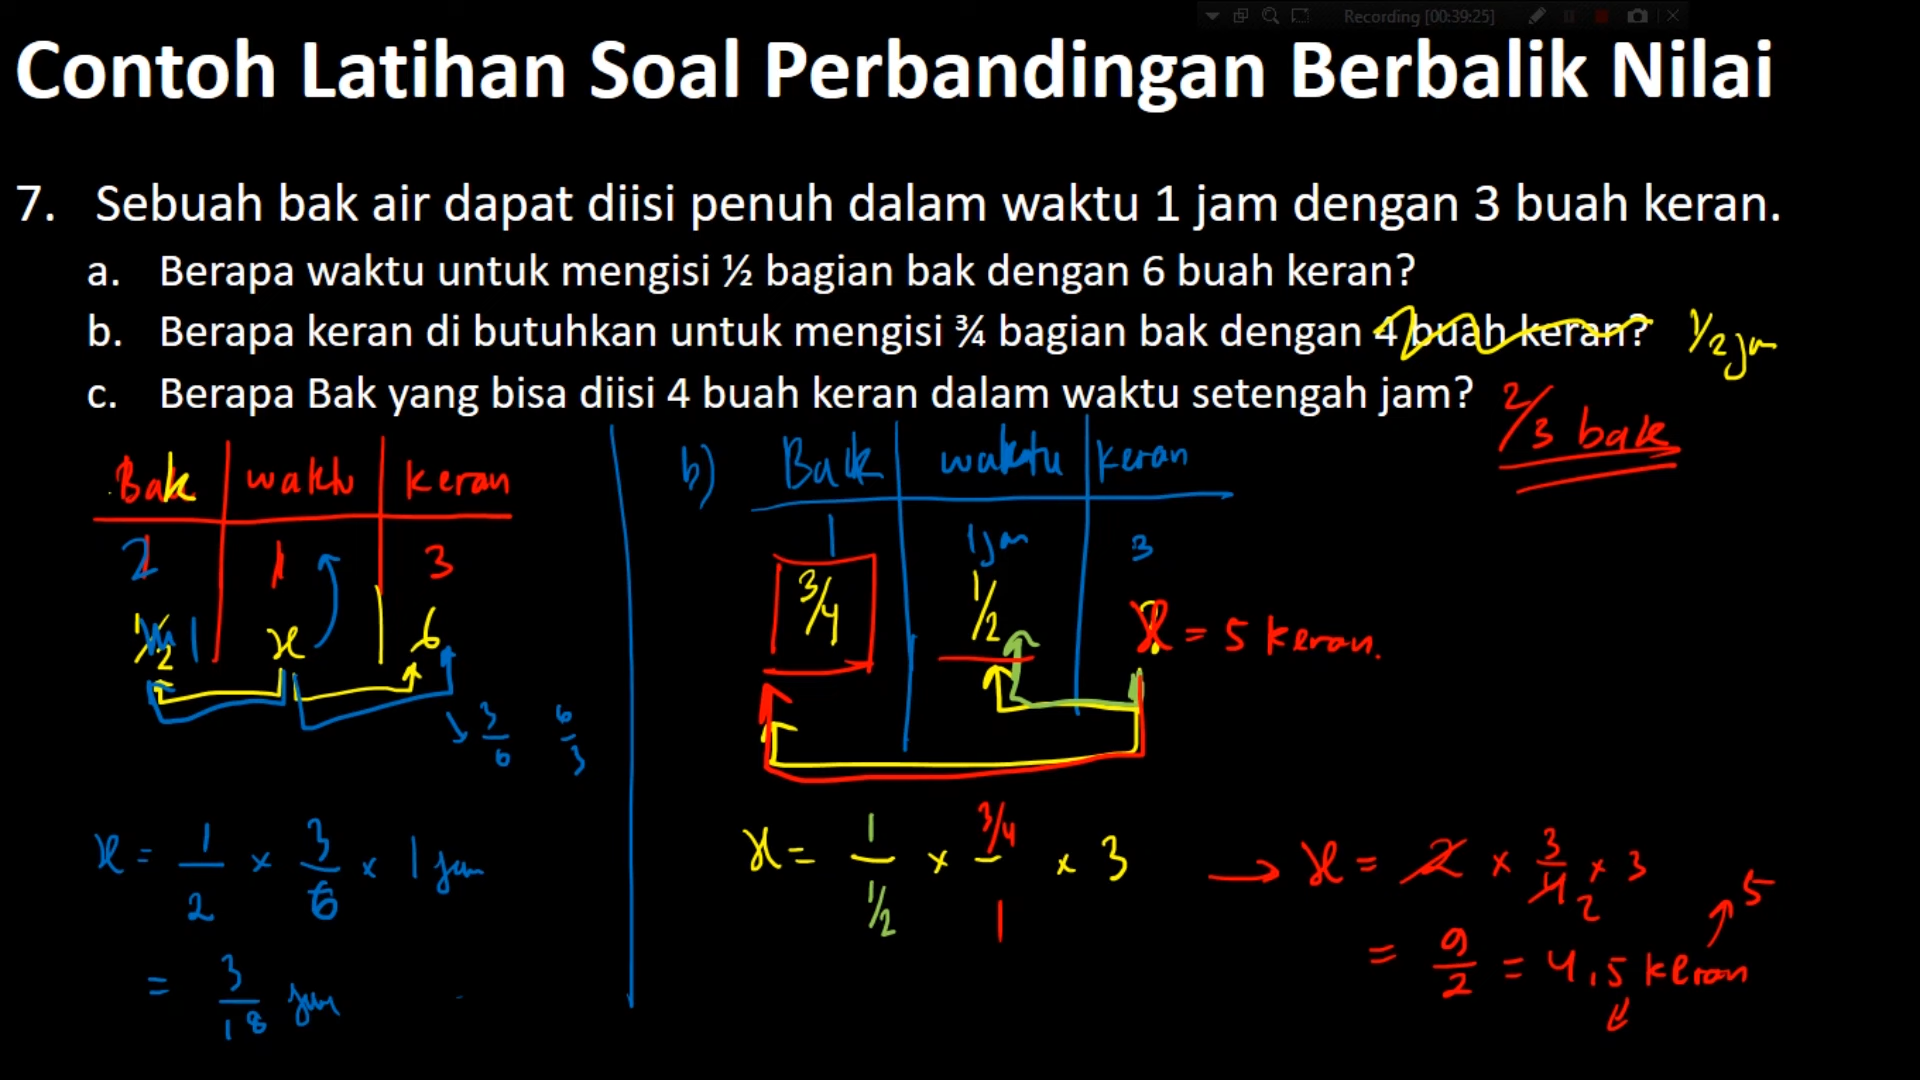 Recording [00:39:25]
Contoh Latihan Soal Perbandingan Berbalik Nilai
7. Sebuah bak air dapat diisi penuh dalam waktu 1 jam dengan 3 buah keran.
a. Berapa waktu untuk mengisi ½ bagian bak dengan 6 buah keran?
b. Berapa keran di butuhkan untuk mengisi ¾ bagian bak dengan 4 buah keran? 1/2 jam
c. Berapa Bak yang bisa diisi 4 buah keran dalam waktu setengah jam? 2/3 bak
Bak waktu keran
2 1 3
1/2 1 x 6
3/6 6/3
x = 1/2 × 3/6 × 1 jam
= 3/18 jam
b) Bak waktu keran
1 1 jam 3
3/4 1/2 x = 5 keran.
x = 1/(1/2) × (3/4)/1 × 3 → x = 2 × 3/4 2 × 3
= 9/2 = 4,5 keran 5